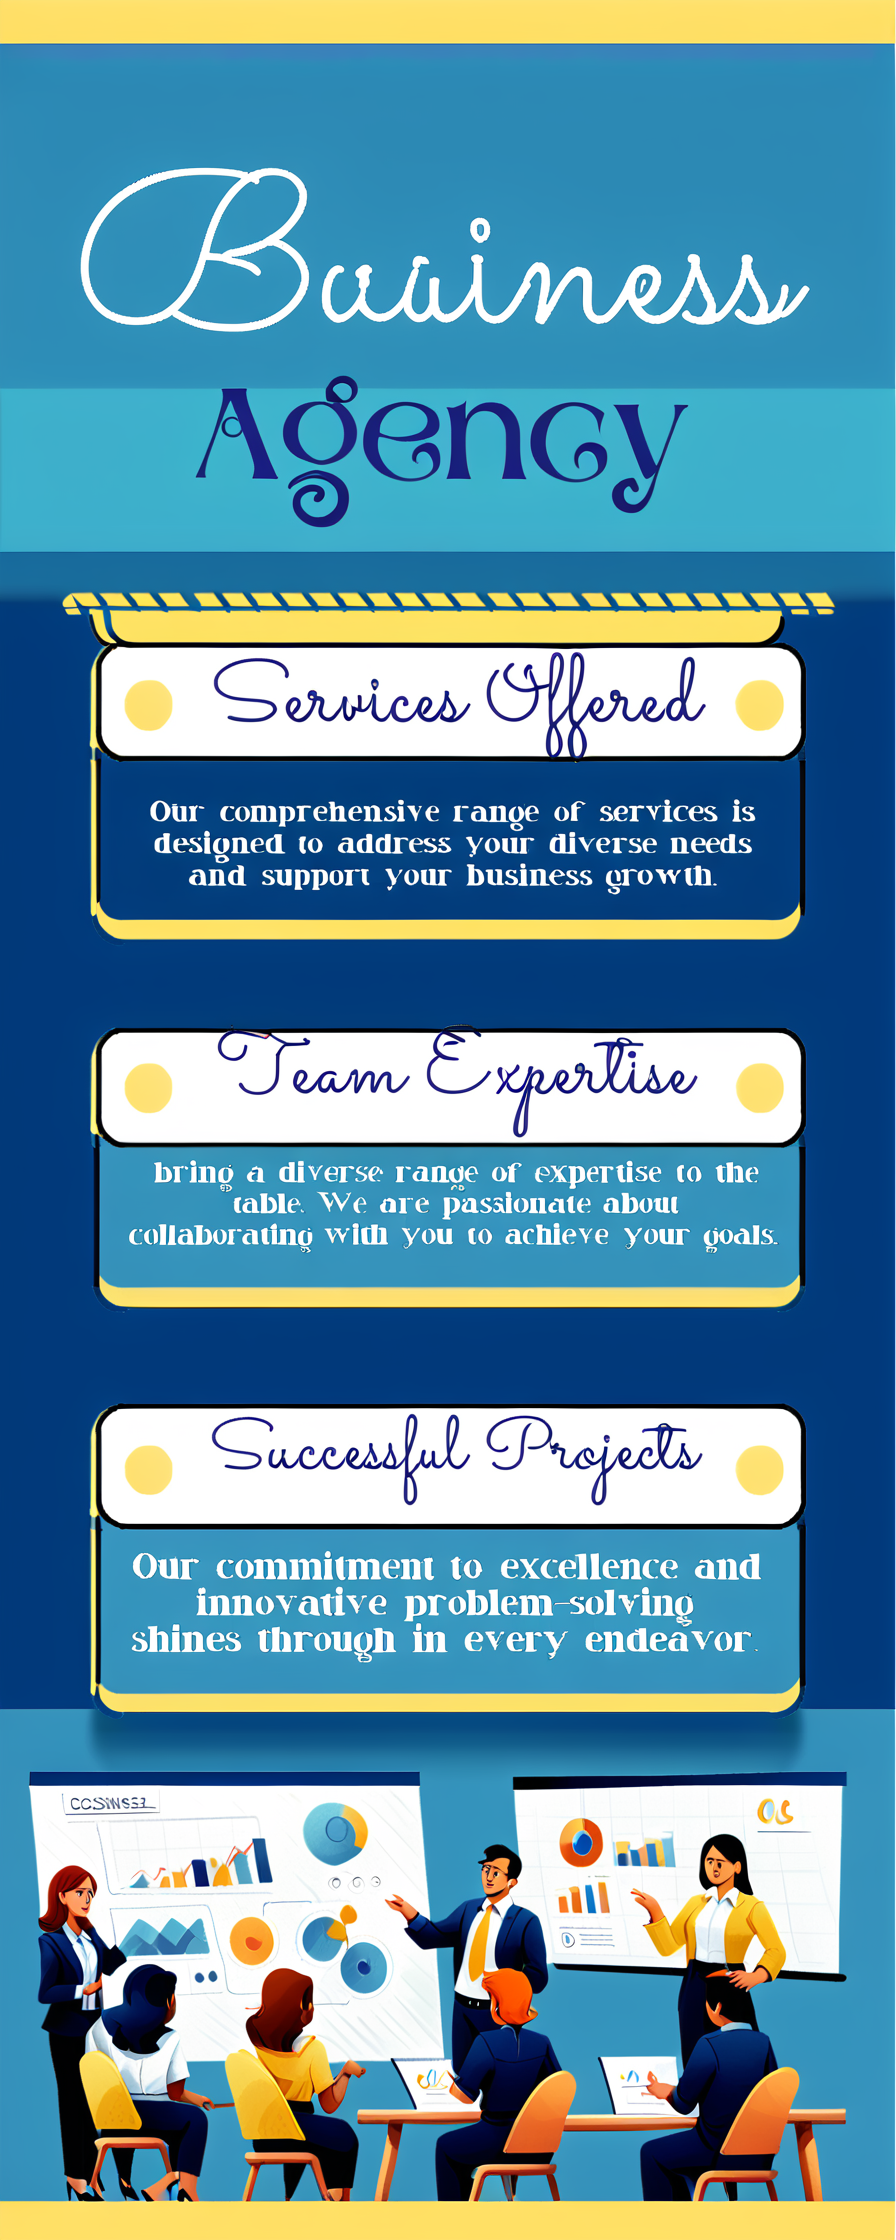 Buuiness
Agency
Services Offered
Our comprehensive range of services is
designed to address your diverse needs
and support your business growth.
Team Expertise
bring a diverse range of expertise to the
table. We are passionate about
collaborating with you to achieve your goals.
Successful Projects
Our commitment to excellence and
innovative problem-solving
shines through in every endeavor.